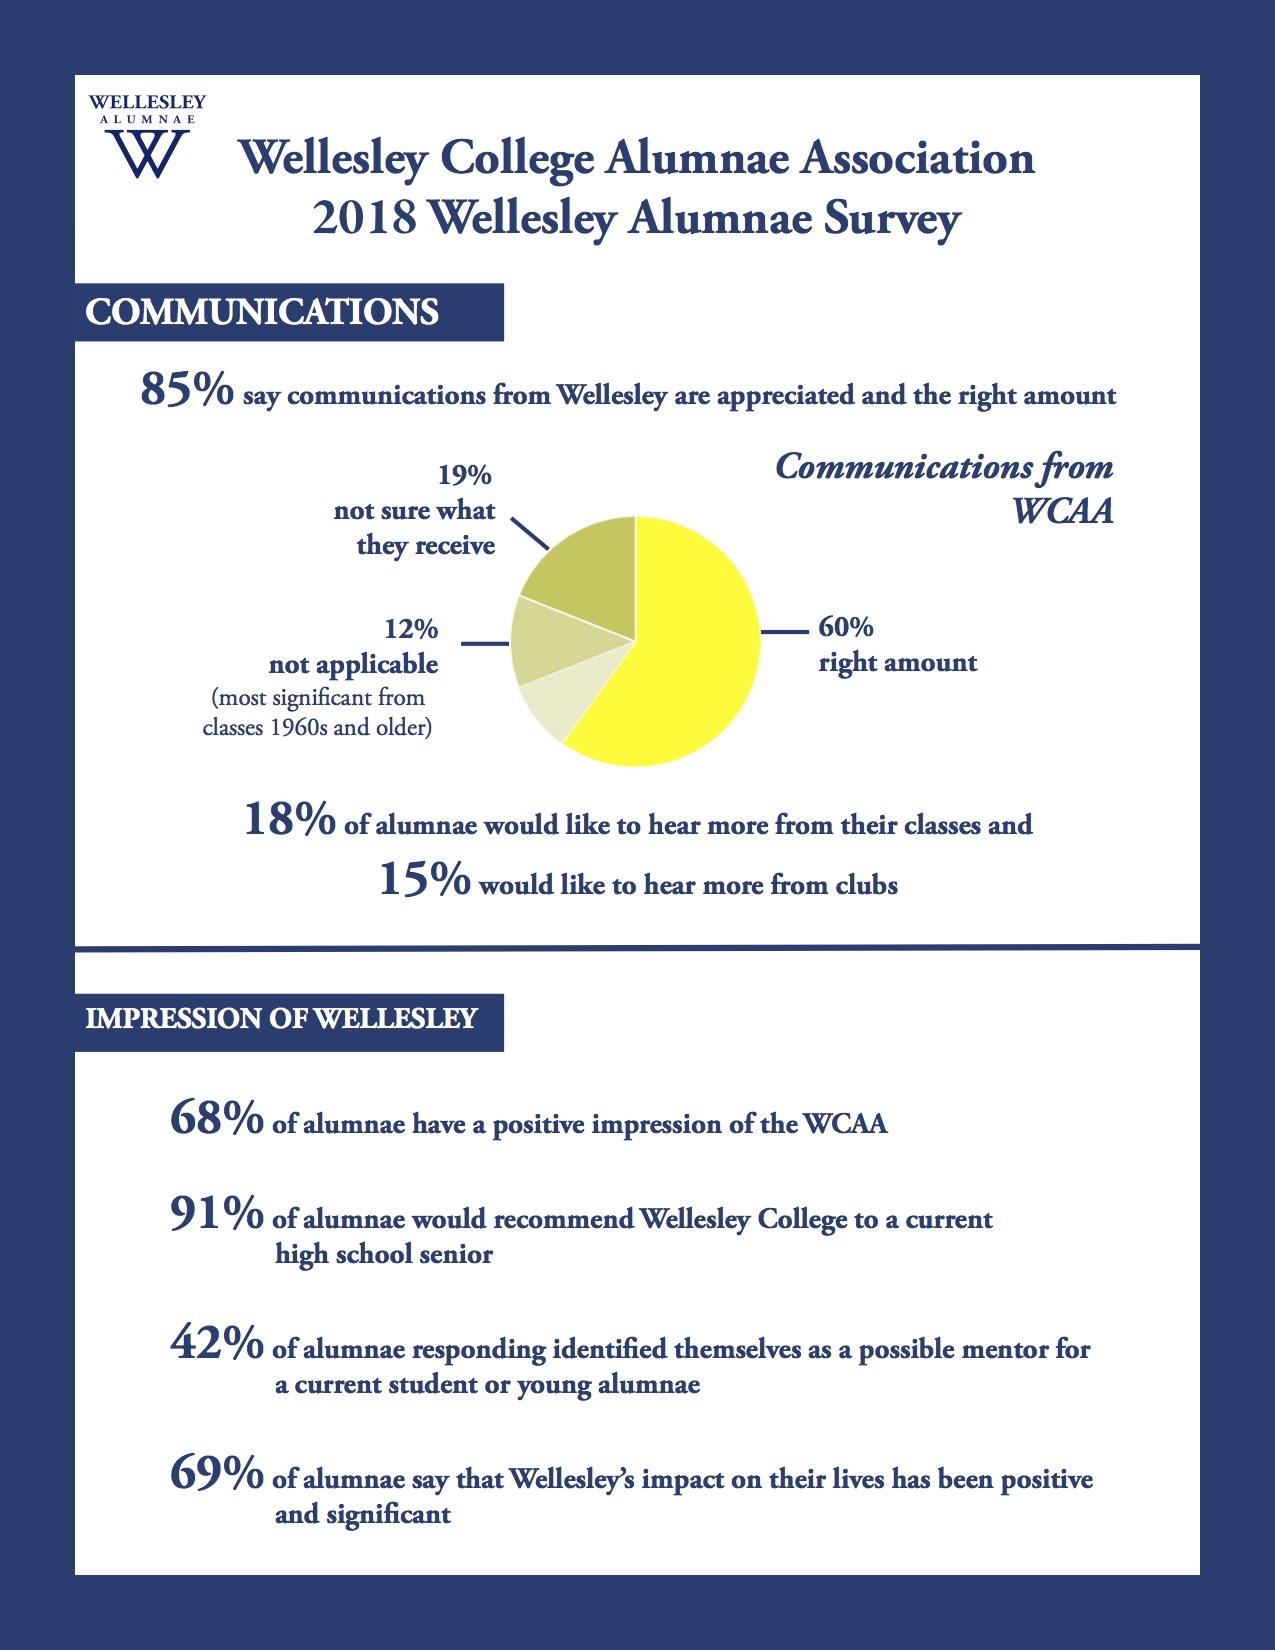 WELLESLEY
ALUMNAE
W
Wellesley College Alumnae Association
2018 Wellesley Alumnae Survey
COMMUNICATIONS
85% say communications from Wellesley are appreciated and the right amount
Communications from
WCAA
19%
not sure what
they receive
12%
not applicable
(most significant from
classes 1960s and older)
60%
right amount
18% of alumnae would like to hear more from their classes and
15% would like to hear more from clubs
IMPRESSION OF WELLESLEY
68% of alumnae have a positive impression of the WCAA
91% of alumnae would recommend Wellesley College to a current
high school senior
42% of alumnae responding identified themselves as a possible mentor for
a current student or young alumnae
69% of alumnae say that Wellesley's impact on their lives has been positive
and significant